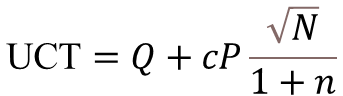 UCT = Q + cP √N / (1 + n)